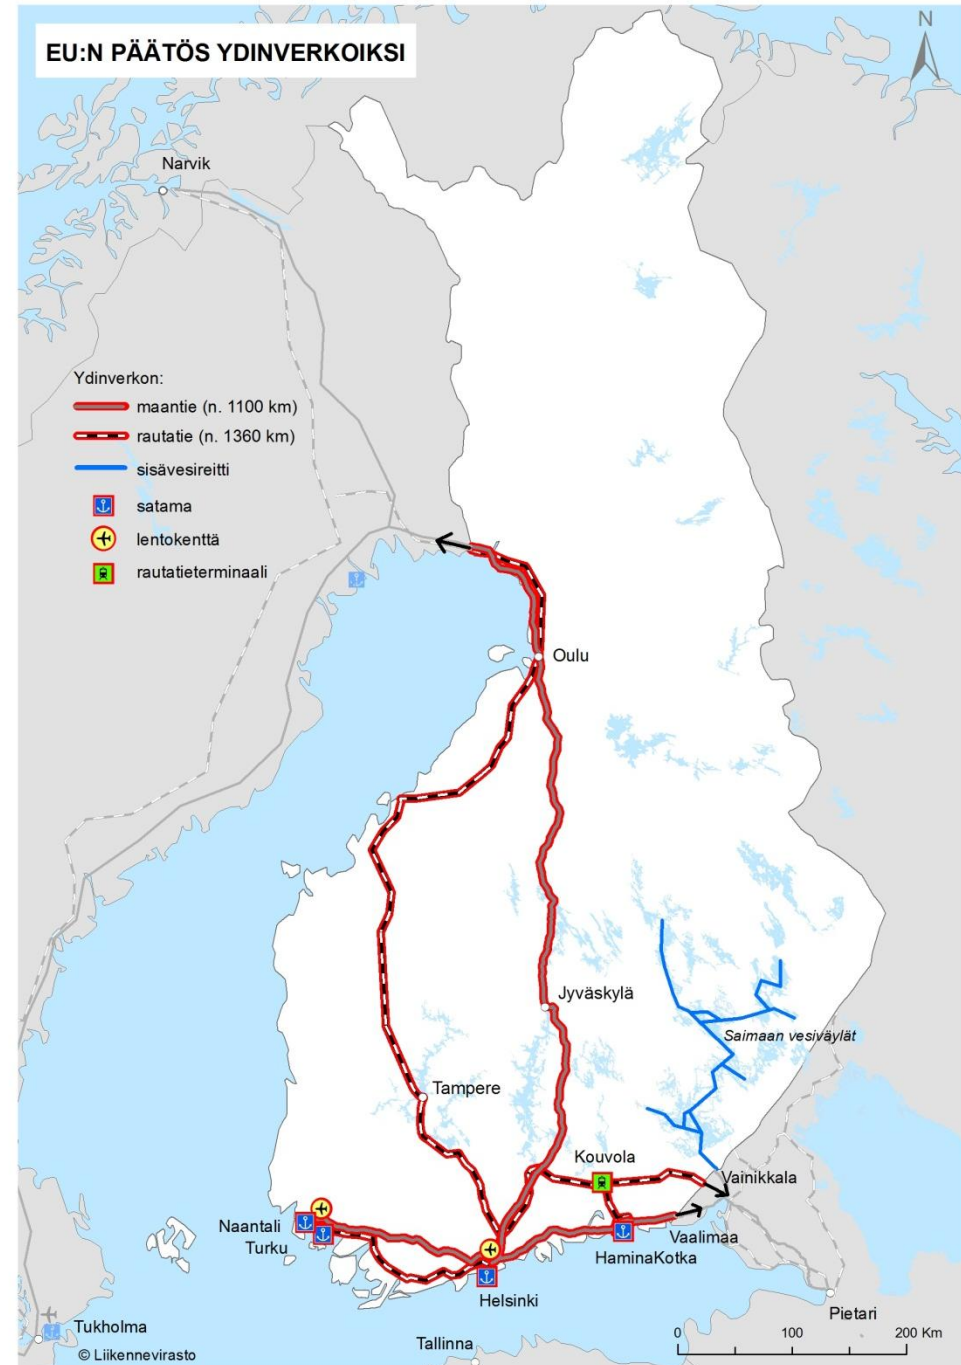 EU:N PÄÄTÖS YDINVERKOIKSI
N
Narvik
Ydinverkon:
maantie (n. 1100 km)
rautatie (n. 1360 km)
sisävesireitti
satama
lentokenttä
rautatieterminaali
Oulu
Jyväskylä
Saimaan vesiväylät
Tampere
Kouvola
Vainikkala
Naantali
Turku
Vaalimaa
HaminaKotka
Helsinki
Pietari
Tukholma
Tallinna
0 100 200 Km
© Liikennevirasto